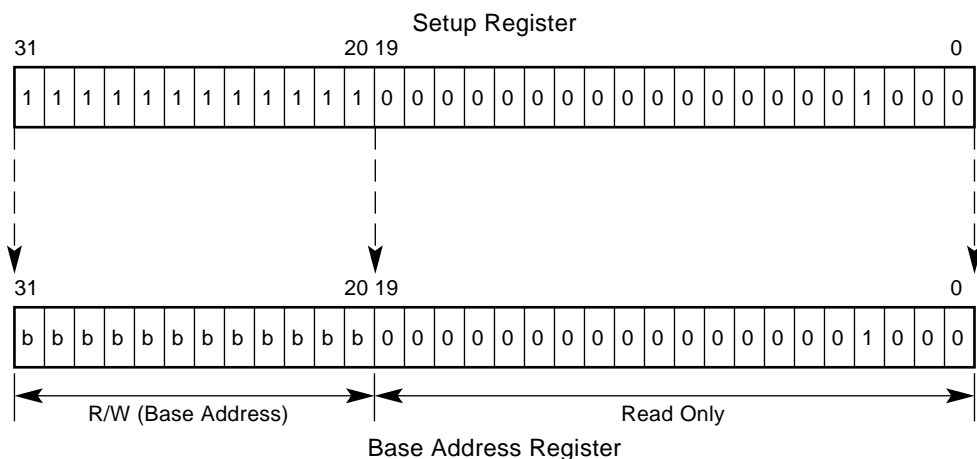 Setup Register
31 20 19 0
1 1 1 1 1 1 1 1 1 1 1 1 0 0 0 0 0 0 0 0 0 0 0 0 0 0 0 0 1 0 0 0
31 20 19 0
b b b b b b b b b b b b 0 0 0 0 0 0 0 0 0 0 0 0 0 0 0 0 1 0 0 0
R/W (Base Address) Read Only
Base Address Register